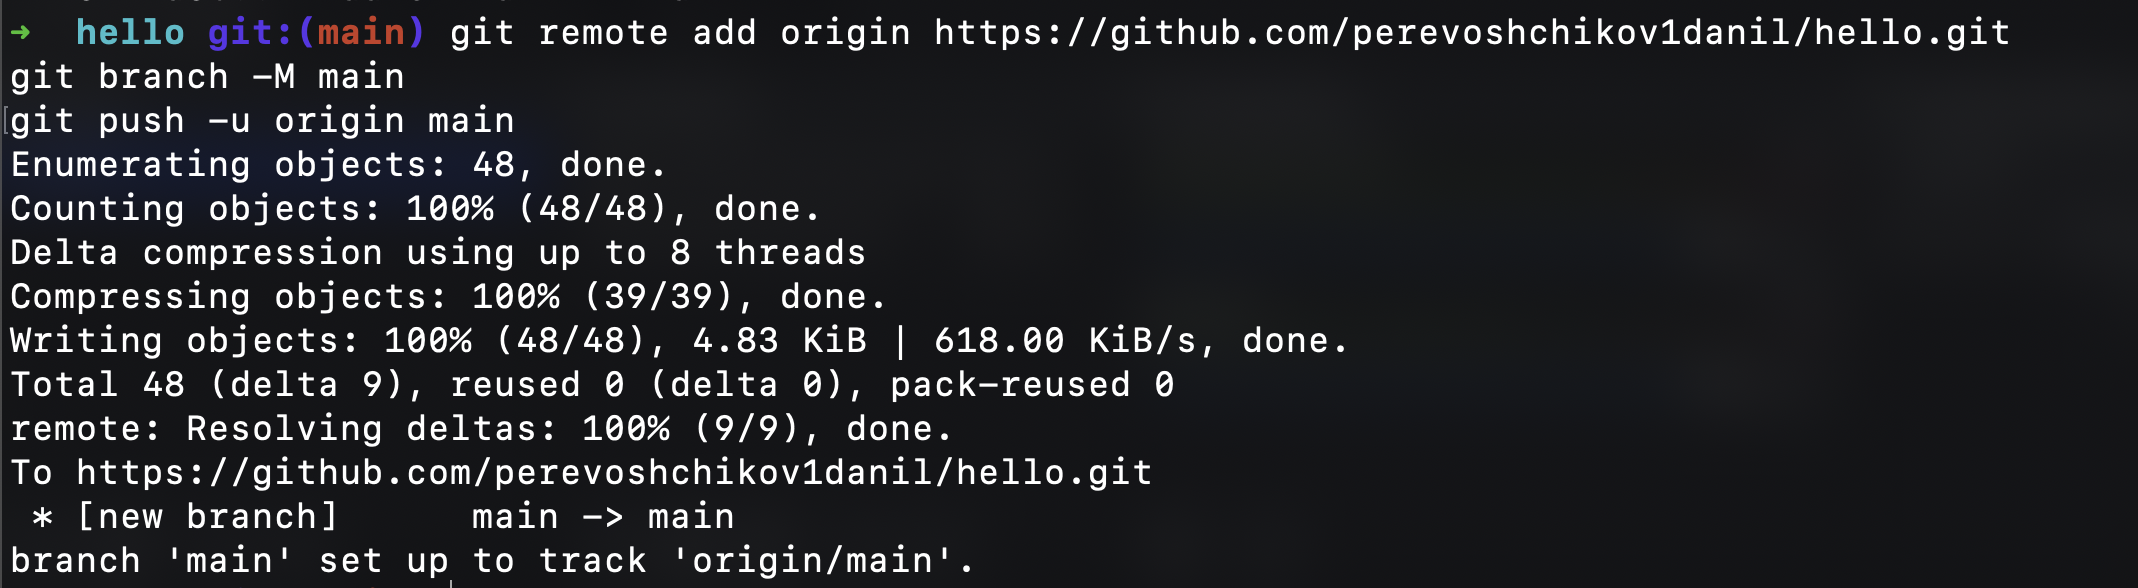 ➜  hello git:(main) git remote add origin https://github.com/perevoshchikov1danil/hello.git
git branch -M main
git push -u origin main
Enumerating objects: 48, done.
Counting objects: 100% (48/48), done.
Delta compression using up to 8 threads
Compressing objects: 100% (39/39), done.
Writing objects: 100% (48/48), 4.83 KiB | 618.00 KiB/s, done.
Total 48 (delta 9), reused 0 (delta 0), pack-reused 0
remote: Resolving deltas: 100% (9/9), done.
To https://github.com/perevoshchikov1danil/hello.git
 * [new branch]      main -> main
branch 'main' set up to track 'origin/main'.